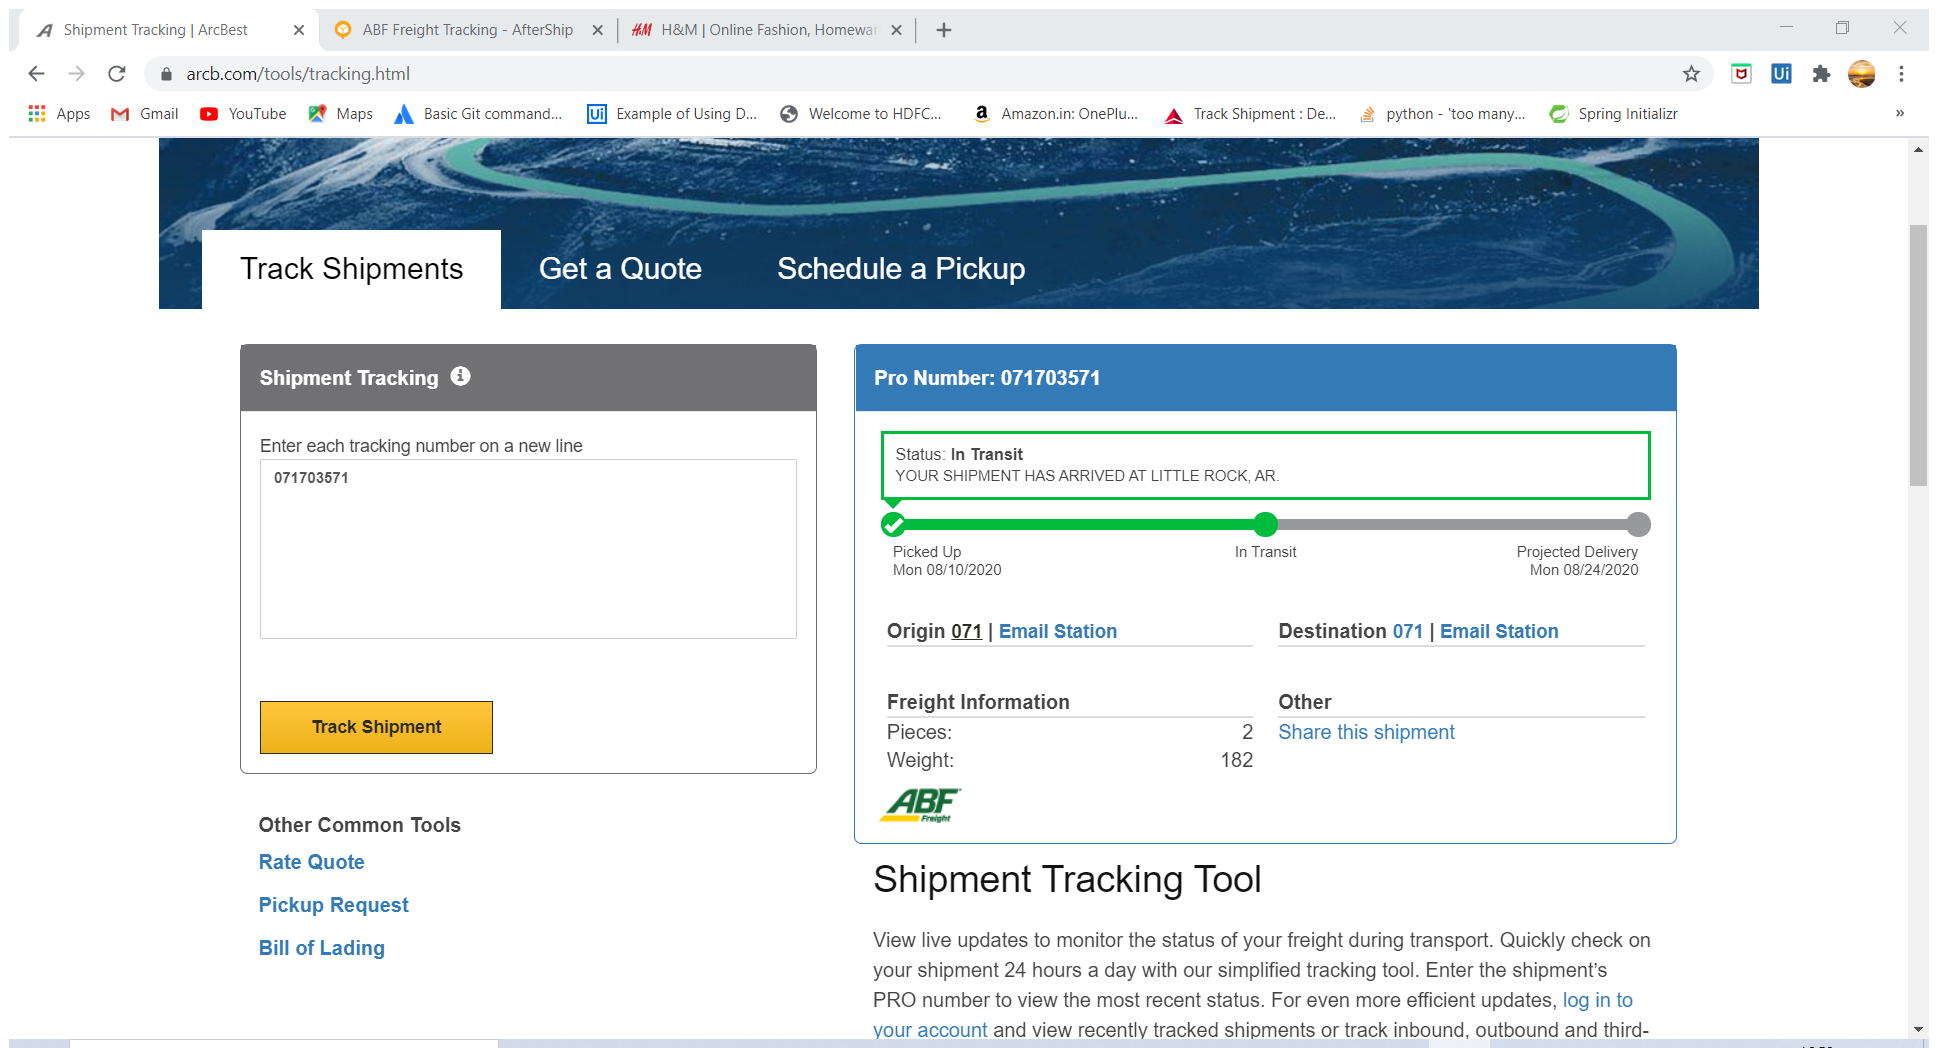 Shipment Tracking | ArcBest
ABF Freight Tracking - AfterShip
H&M | Online Fashion, Homewar
arcb.com/tools/tracking.html
Apps
Gmail
YouTube
Maps
Basic Git command...
Ui Example of Using D...
Welcome to HDFC...
Amazon.in: OnePlu...
Track Shipment : De...
python - 'too many...
Spring Initializr
»
Track Shipments
Get a Quote
Schedule a Pickup
Shipment Tracking
Enter each tracking number on a new line
071703571
Track Shipment
Other Common Tools
Rate Quote
Pickup Request
Bill of Lading
Pro Number: 071703571
Status: In Transit
YOUR SHIPMENT HAS ARRIVED AT LITTLE ROCK, AR.
Picked Up
Mon 08/10/2020
In Transit
Projected Delivery
Mon 08/24/2020
Origin 071 | Email Station
Destination 071 | Email Station
Freight Information
Pieces: 2
Weight: 182
Other
Share this shipment
ABF
Freight
Shipment Tracking Tool
View live updates to monitor the status of your freight during transport. Quickly check on
your shipment 24 hours a day with our simplified tracking tool. Enter the shipment's
PRO number to view the most recent status. For even more efficient updates, log in to
your account and view recently tracked shipments or track inbound, outbound and third-